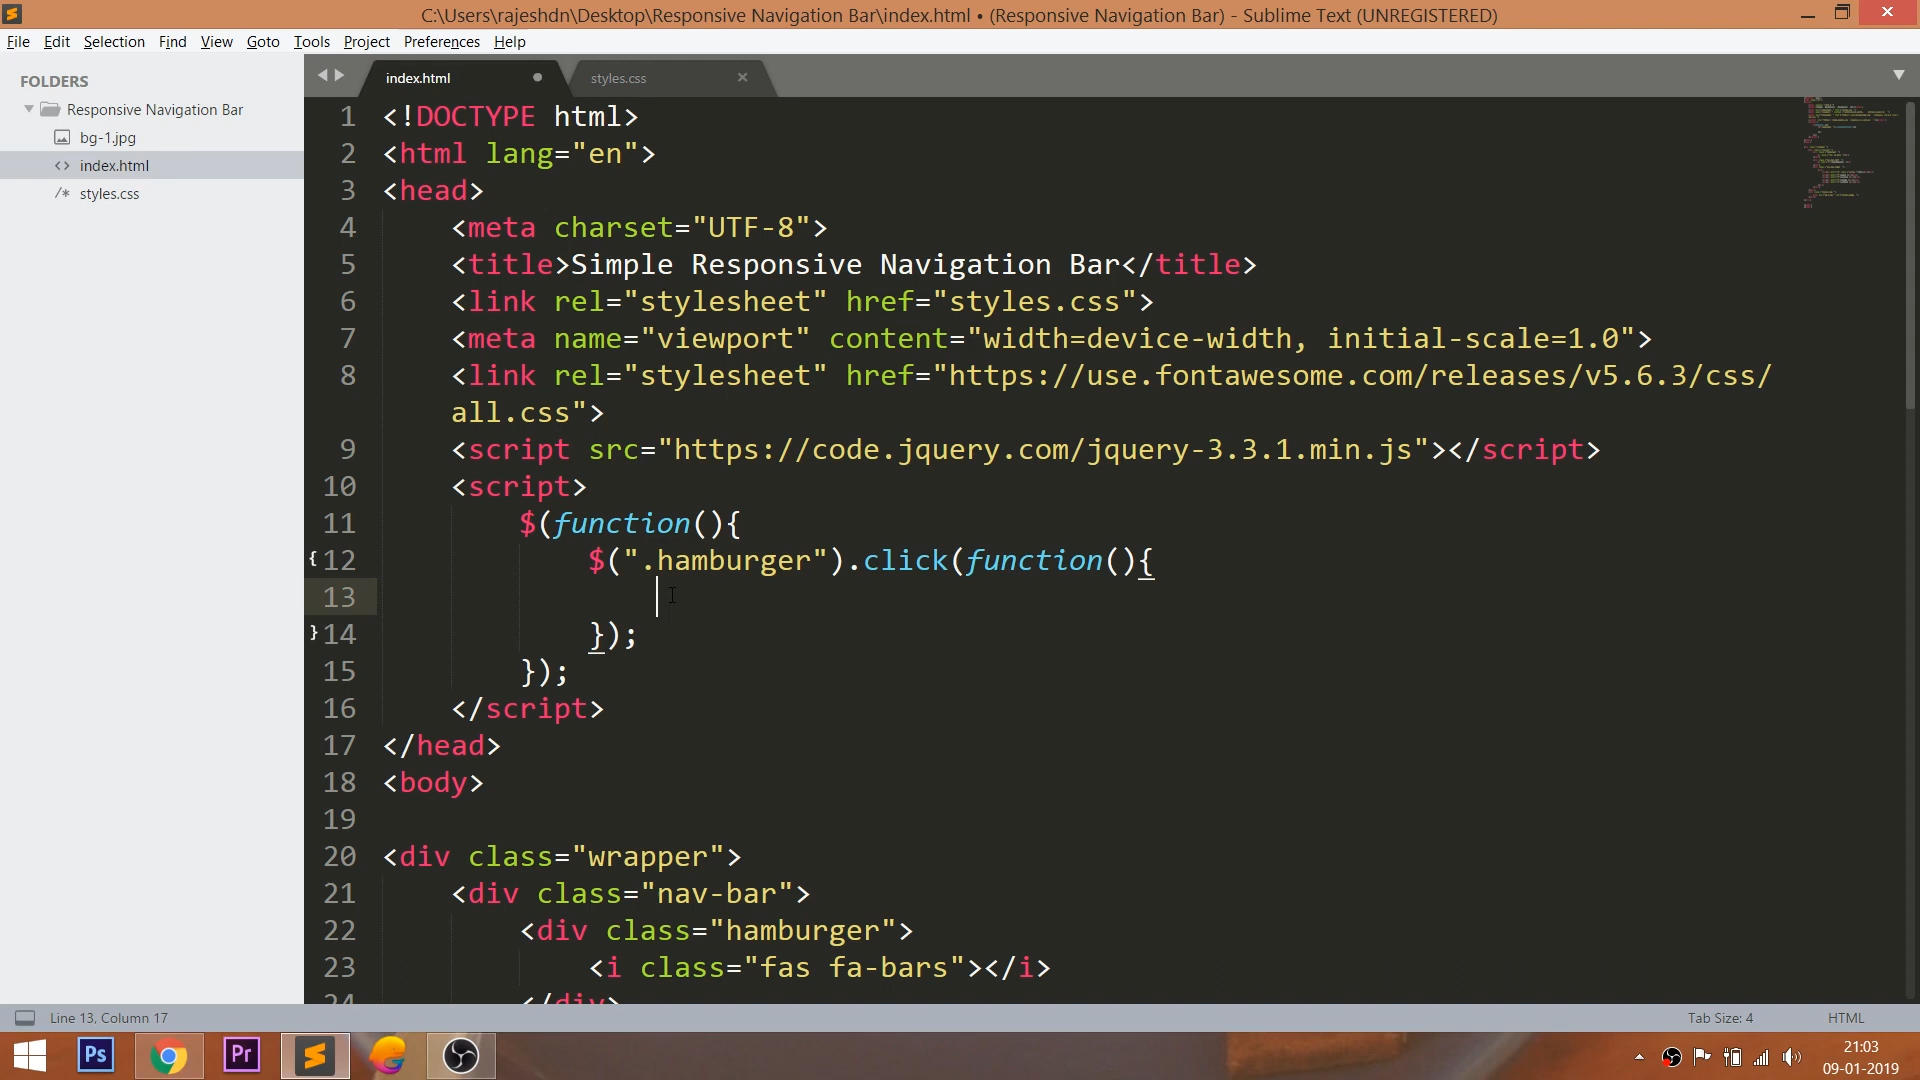 C:\Users\rajeshdn\Desktop\Responsive Navigation Bar\index.html • (Responsive Navigation Bar) - Sublime Text (UNREGISTERED)
File Edit Selection Find View Goto Tools Project Preferences Help
FOLDERS
Responsive Navigation Bar
bg-1.jpg
index.html
styles.css
index.html
styles.css
1 <!DOCTYPE html>
2 <html lang="en">
3 <head>
4 <meta charset="UTF-8">
5 <title>Simple Responsive Navigation Bar</title>
6 <link rel="stylesheet" href="styles.css">
7 <meta name="viewport" content="width=device-width, initial-scale=1.0">
8 <link rel="stylesheet" href="https://use.fontawesome.com/releases/v5.6.3/css/
all.css">
9 <script src="https://code.jquery.com/jquery-3.3.1.min.js"></script>
10 <script>
11 $(function(){
{ 12 $(".hamburger").click(function(){
13
} 14 });
15 });
16 </script>
17 </head>
18 <body>
19
20 <div class="wrapper">
21 <div class="nav-bar">
22 <div class="hamburger">
23 <i class="fas fa-bars"></i>
24 </div>
Line 13, Column 17
Tab Size: 4
HTML
Ps
Pr
21:03
09-01-2019